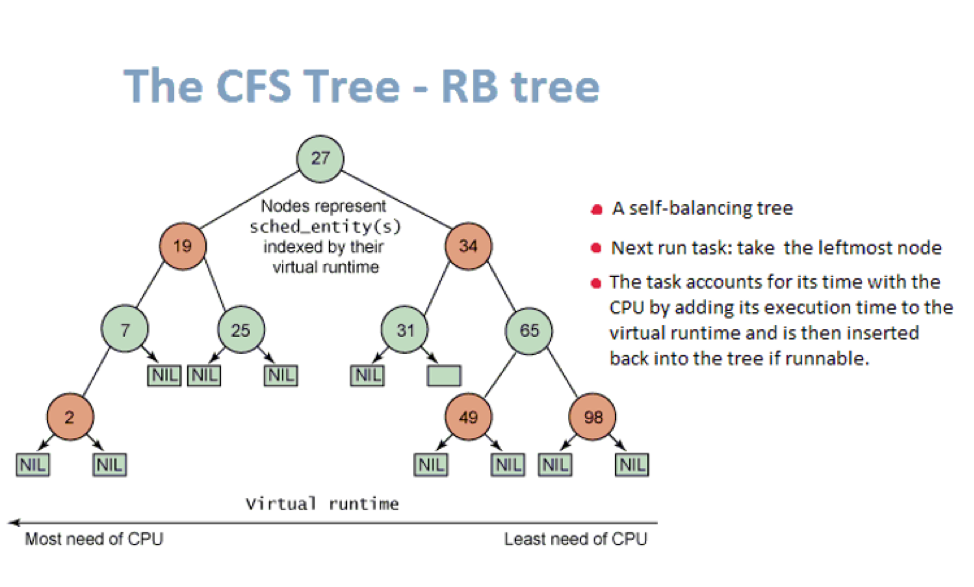 The CFS Tree - RB tree
27
Nodes represent
sched_entity(s)
indexed by their
virtual runtime
19
34
7
25
31
65
NIL
NIL
NIL
NIL
2
49
98
NIL
NIL
NIL
NIL
NIL
NIL
Virtual runtime
Most need of CPU
Least need of CPU
A self-balancing tree
Next run task: take the leftmost node
The task accounts for its time with the
CPU by adding its execution time to the
virtual runtime and is then inserted
back into the tree if runnable.